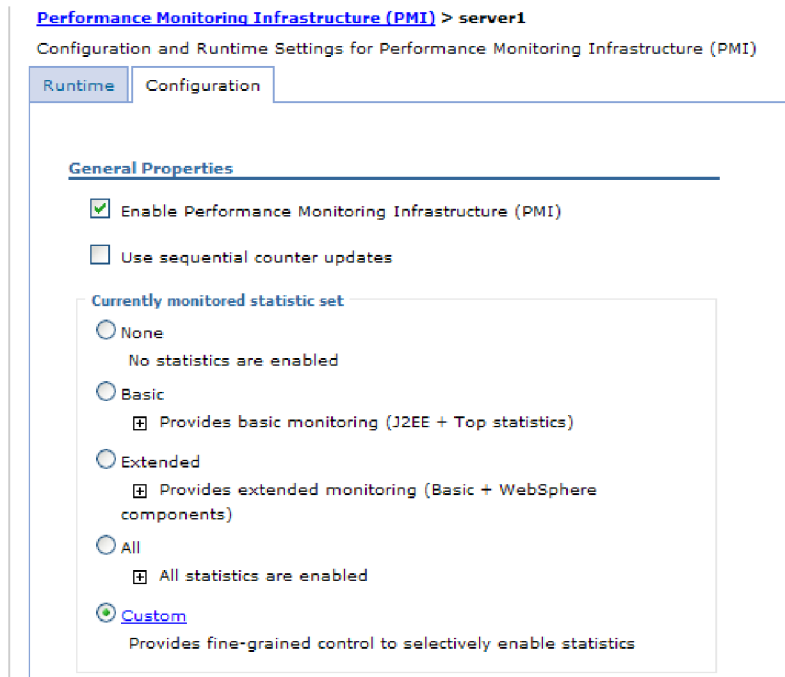 Performance Monitoring Infrastructure (PMI) > server1
Configuration and Runtime Settings for Performance Monitoring Infrastructure (PMI)
Runtime
Configuration
General Properties
Enable Performance Monitoring Infrastructure (PMI)
Use sequential counter updates
Currently monitored statistic set
None
No statistics are enabled
Basic
Provides basic monitoring (J2EE + Top statistics)
Extended
Provides extended monitoring (Basic + WebSphere
components)
All
All statistics are enabled
Custom
Provides fine-grained control to selectively enable statistics